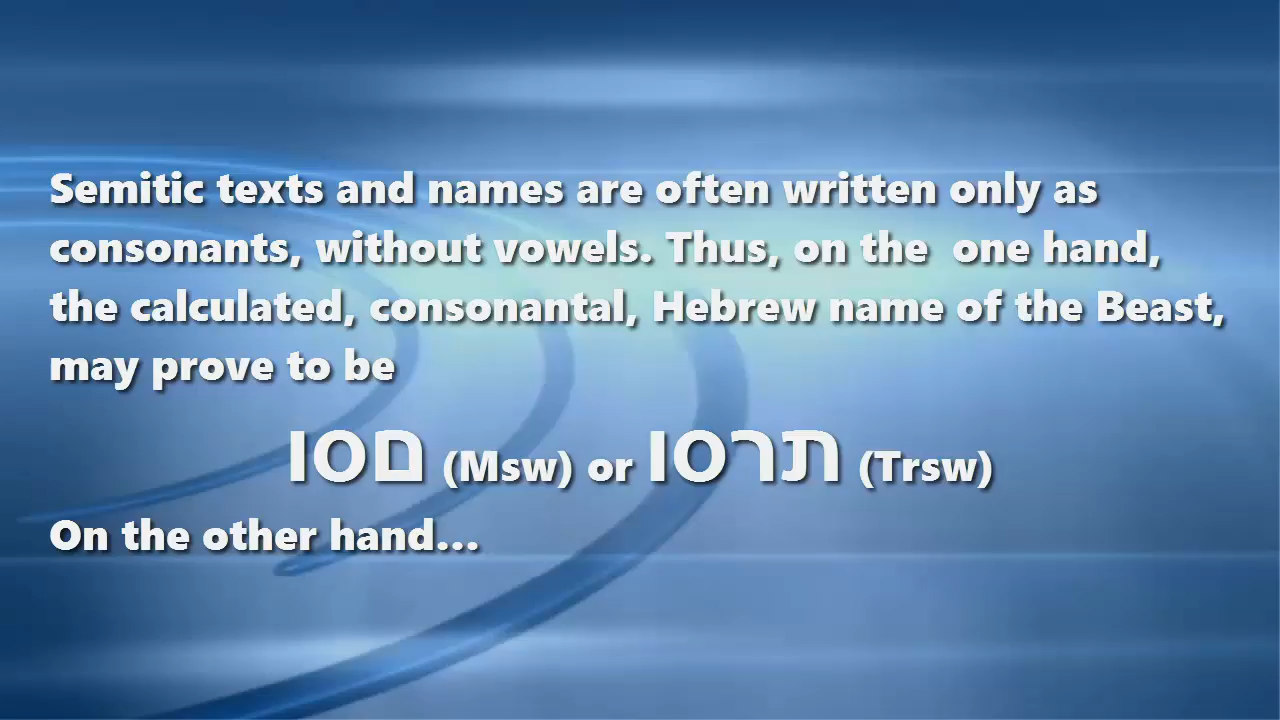 Semitic texts and names are often written only as
consonants, without vowels. Thus, on the one hand,
the calculated, consonantal, Hebrew name of the Beast,
may prove to be
םסו (Msw) or תרסו (Trsw)
On the other hand...